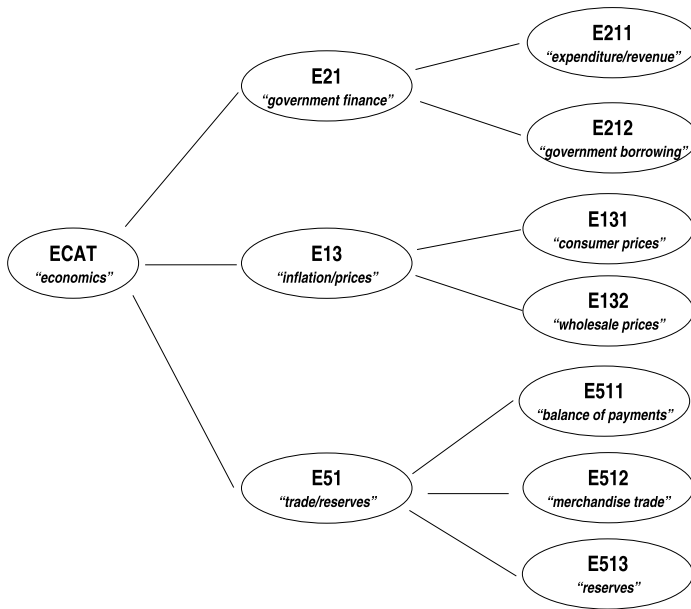 E211
“expenditure/revenue”
E21
“government finance”
E212
“government borrowing”
ECAT
“economics”
E13
“inflation/prices”
E131
“consumer prices”
E132
“wholesale prices”
E511
“balance of payments”
E51
“trade/reserves”
E512
“merchandise trade”
E513
“reserves”